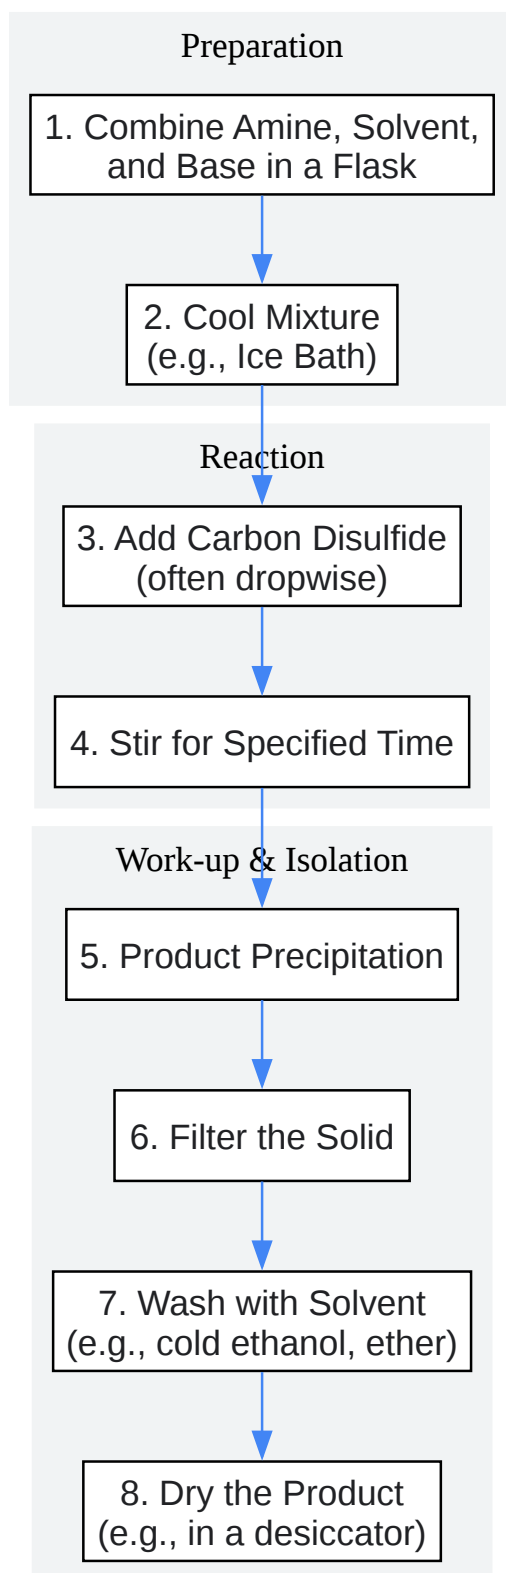 Preparation
1. Combine Amine, Solvent,
and Base in a Flask
2. Cool Mixture
(e.g., Ice Bath)
Reaction
3. Add Carbon Disulfide
(often dropwise)
4. Stir for Specified Time
Work-up & Isolation
5. Product Precipitation
6. Filter the Solid
7. Wash with Solvent
(e.g., cold ethanol, ether)
8. Dry the Product
(e.g., in a desiccator)